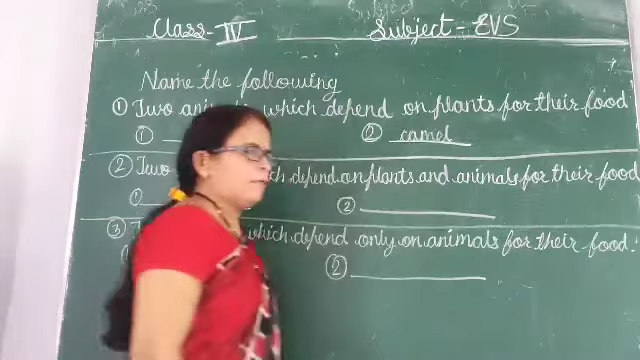 Class - IV Subject - EVS
Name the following
① Two which depend on plants for their food
① ② camel
② Two which depend on plants and animals for their food
① ②
③ which depend only on animals for their food.
②